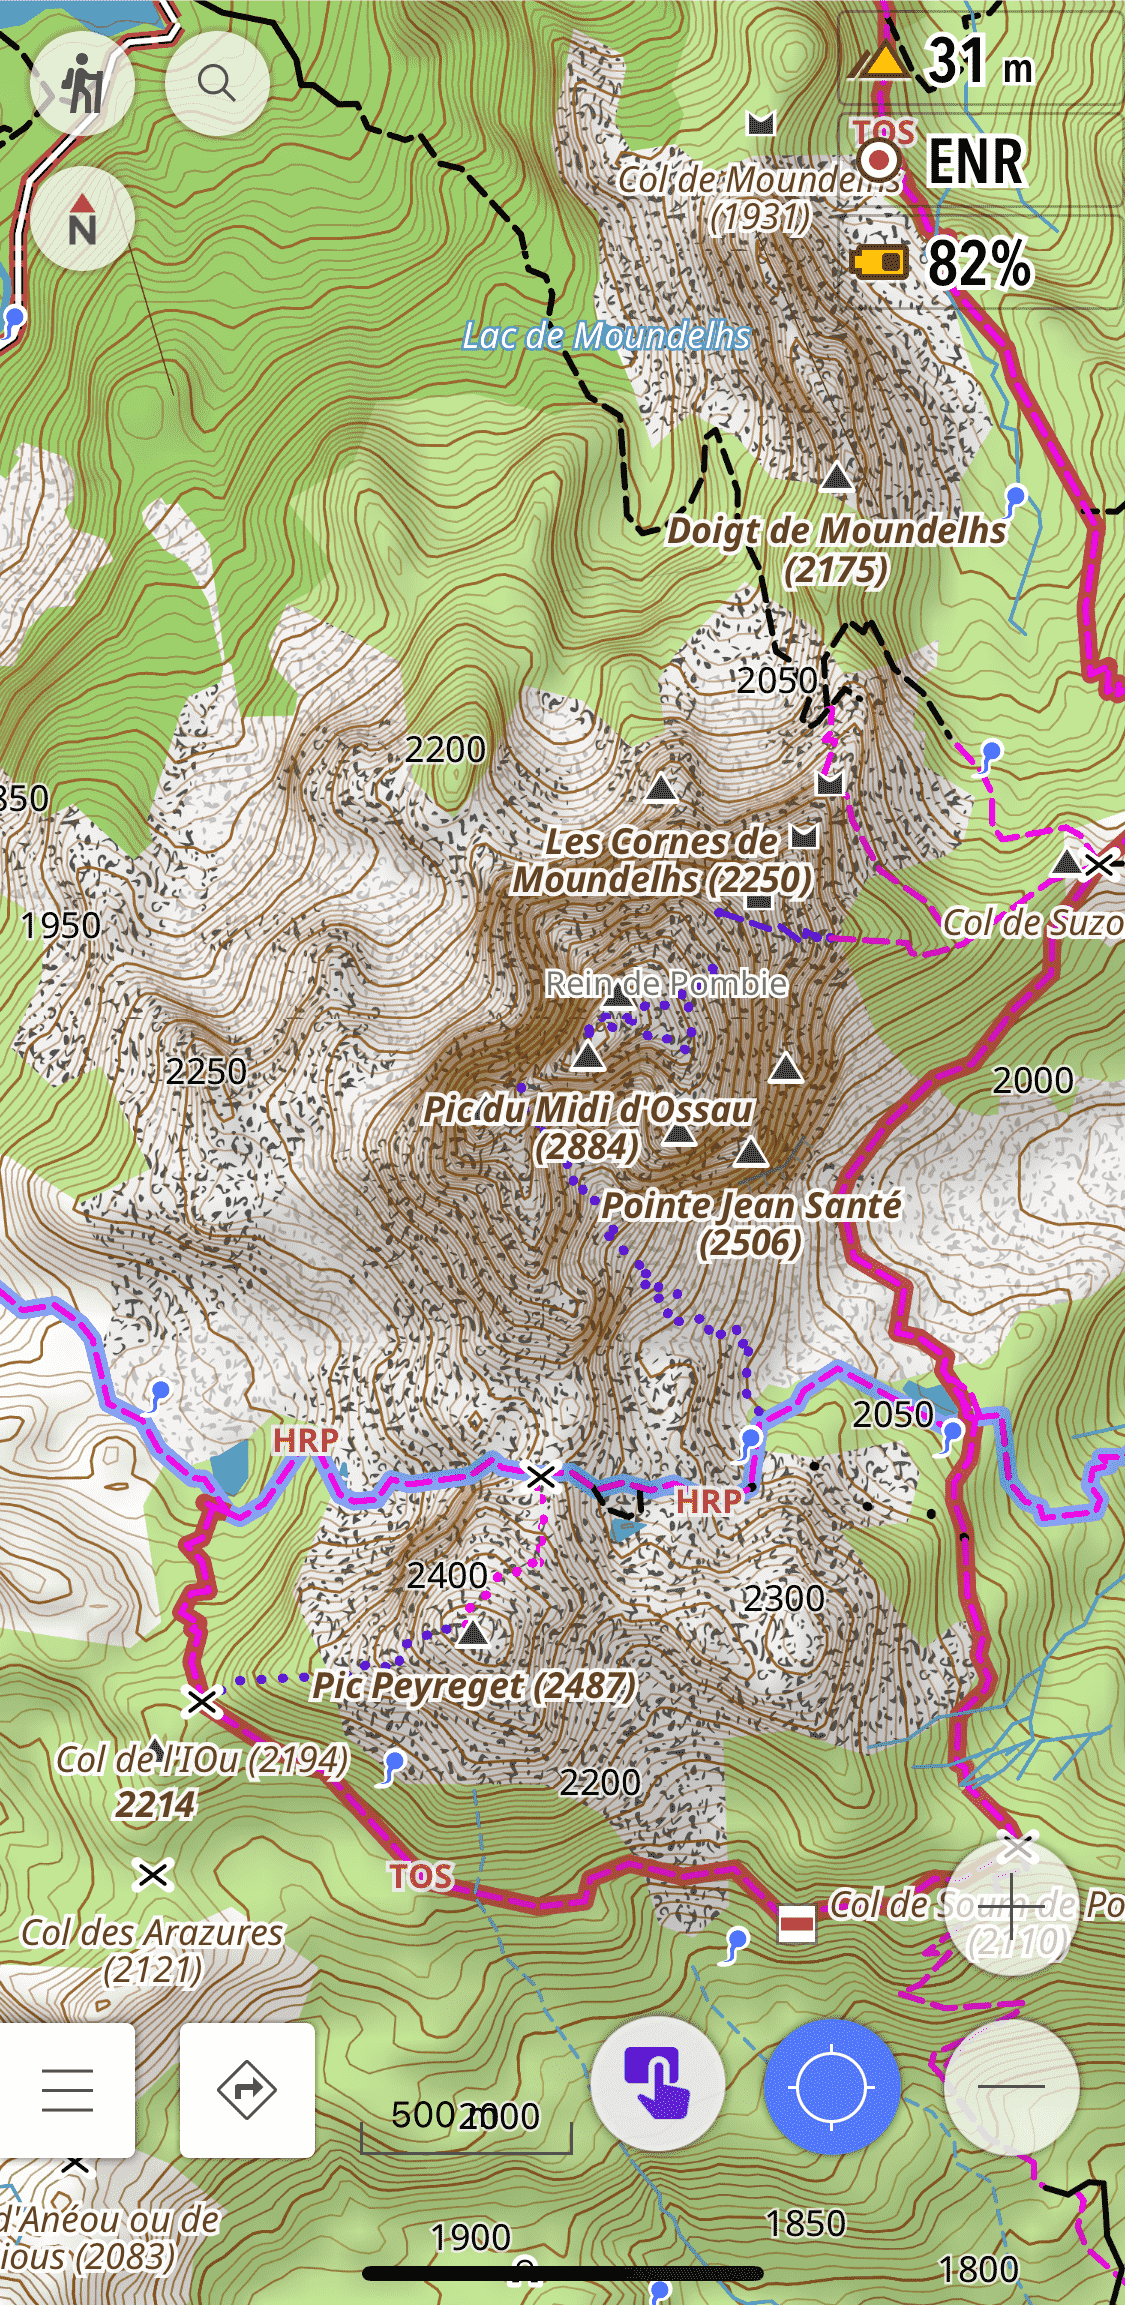 31 m
TOS
ENR
Col de Moundelhs
(1931)
N
82%
Lac de Moundelhs
Doigt de Moundelhs
(2175)
2050
2200
850
Les Cornes de
Moundelhs (2250)
1950
Col de Suzo
Rein de Pombie
2250
2000
Pic du Midi d'Ossau
(2884)
Pointe Jean Santé
(2506)
2050
HRP
HRP
2400
2300
Pic Peyreget (2487)
Col de l'IOu (2194)
2214
2200
TOS
Col de Soum de Po
(2110)
Col des Arazures
(2121)
500 m
2000
d'Anéou ou de
ious (2083)
1900
1850
1800